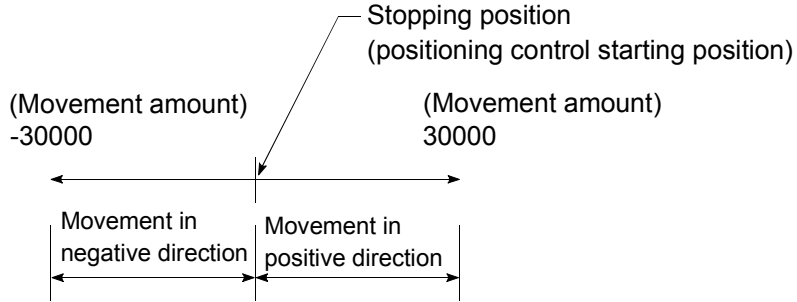 Stopping position
(positioning control starting position)
(Movement amount)
-30000
(Movement amount)
30000
Movement in
negative direction
Movement in
positive direction